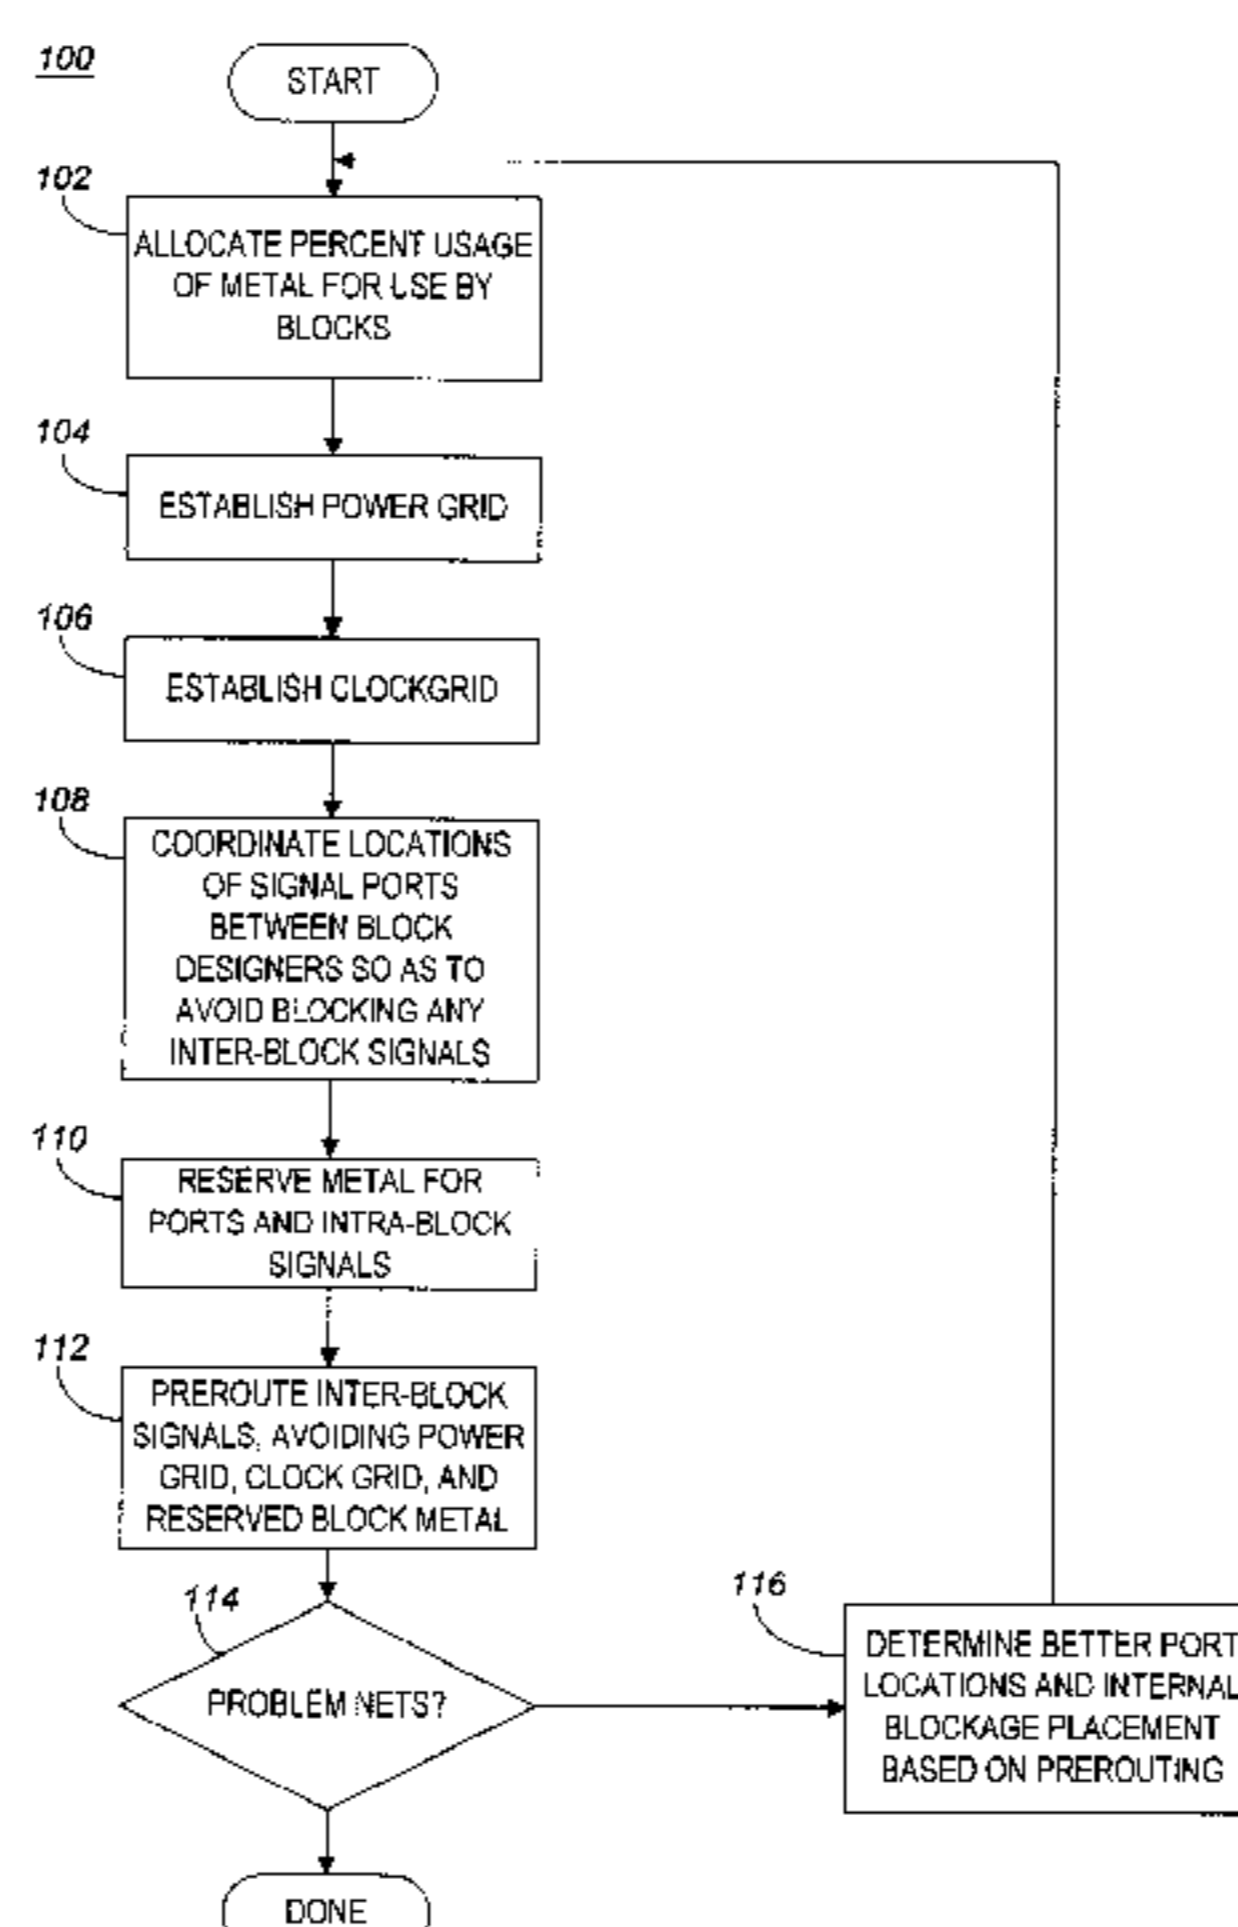 100
START
102
ALLOCATE PERCENT USAGE
OF METAL FOR USE BY
BLOCKS
104
ESTABLISH POWER GRID
106
ESTABLISH CLOCKGRID
108
COORDINATE LOCATIONS
OF SIGNAL PORTS
BETWEEN BLOCK
DESIGNERS SO AS TO
AVOID BLOCKING ANY
INTER-BLOCK SIGNALS
110
RESERVE METAL FOR
PORTS AND INTRA-BLOCK
SIGNALS
112
PREROUTE INTER-BLOCK
SIGNALS, AVOIDING POWER
GRID, CLOCK GRID, AND
RESERVED BLOCK METAL
114
PROBLEM NETS?
116
DETERMINE BETTER PORT
LOCATIONS AND INTERNAL
BLOCKAGE PLACEMENT
BASED ON PREROUTING
DONE